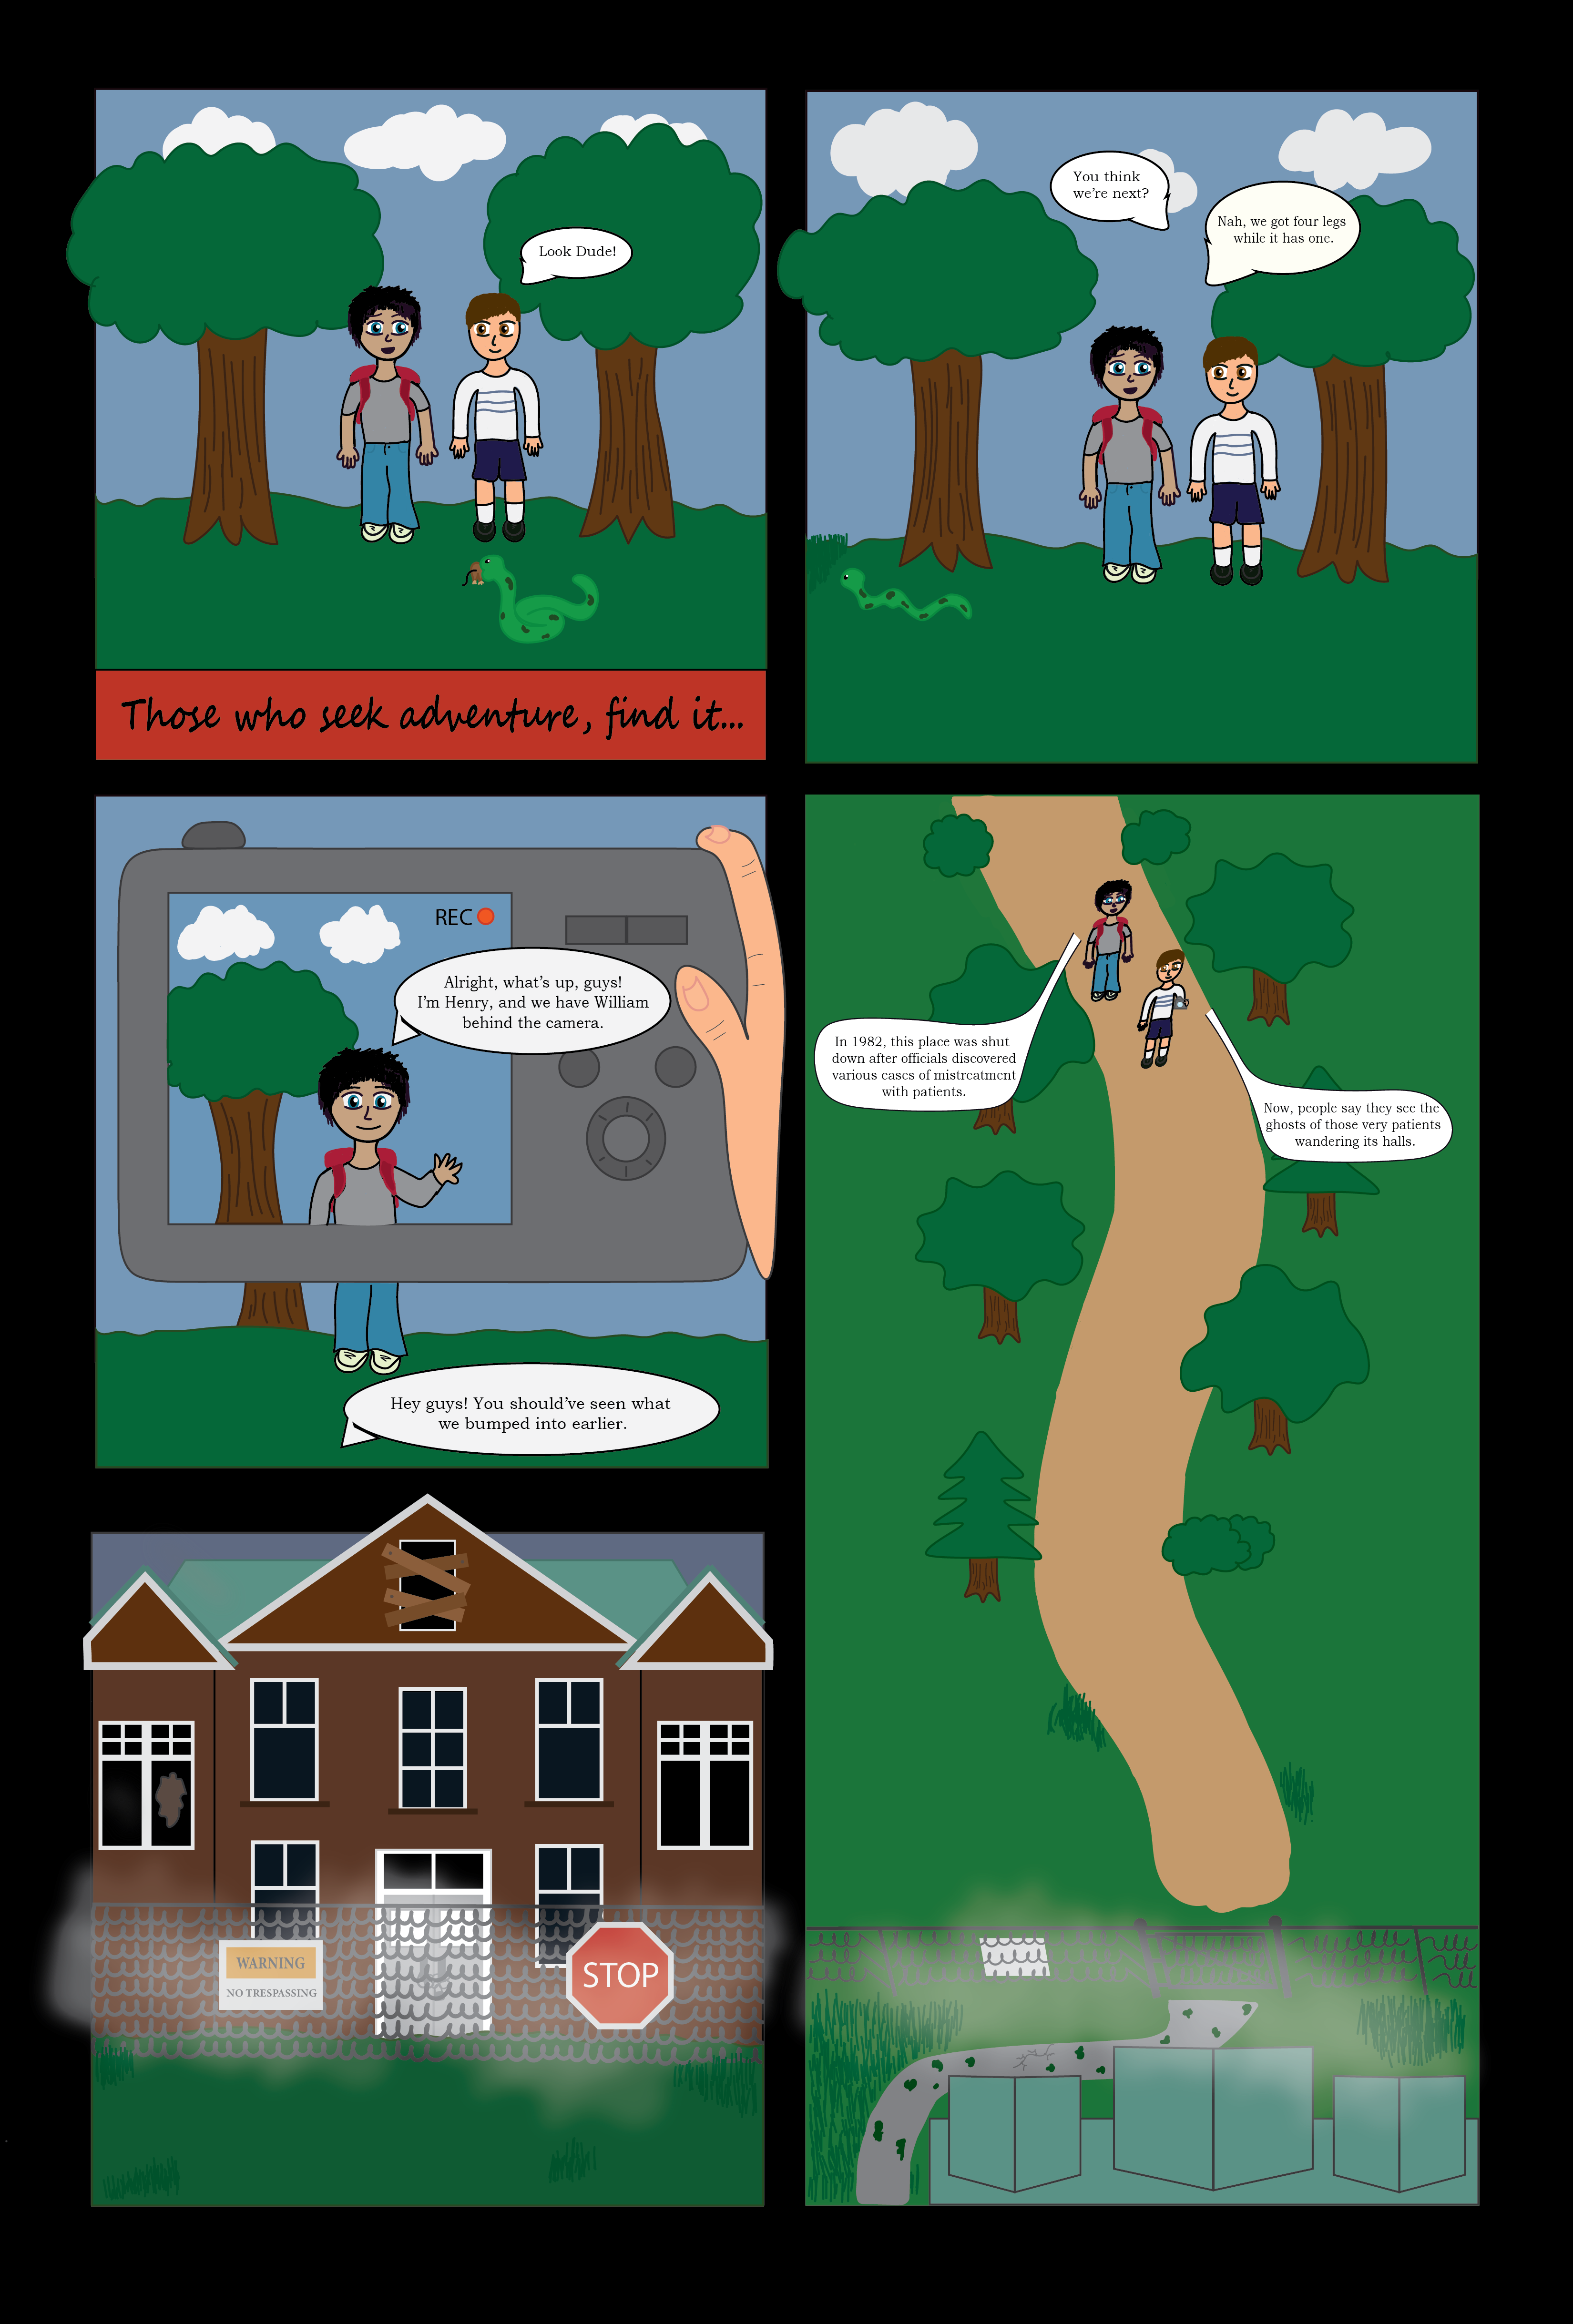 Look Dude!
Those who seek adventure, find it...
You think
we're next?
Nah, we got four legs
while it has one.
REC
Alright, what's up, guys!
I'm Henry, and we have William
behind the camera.
Hey guys! You should've seen what
we bumped into earlier.
In 1982, this place was shut
down after officials discovered
various cases of mistreatment
with patients.
Now, people say they see the
ghosts of those very patients
wandering its halls.
WARNING
NO TRESPASSING
STOP